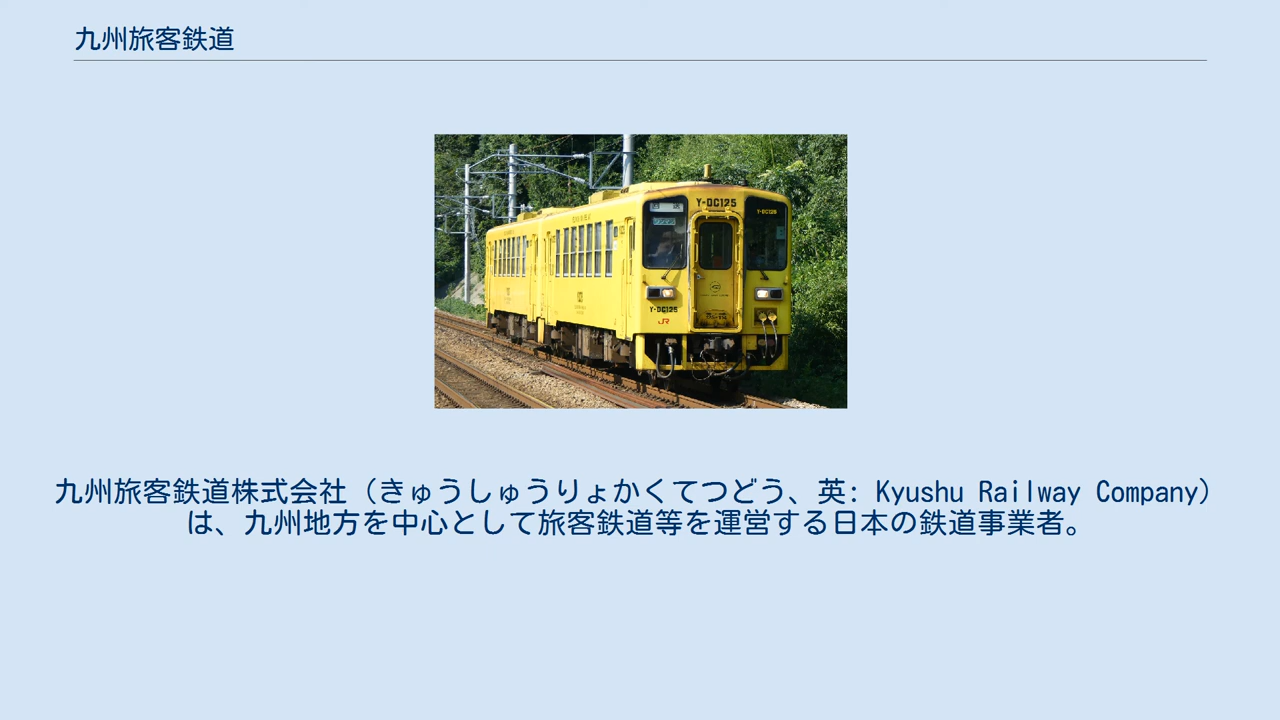 九州旅客鉄道
Y-DC125
Y-DC125
Y-DC125
JR
九州旅客鉄道株式会社（きゅうしゅうりょかくてつどう、英: Kyushu Railway Company）
は、九州地方を中心として旅客鉄道等を運営する日本の鉄道事業者。